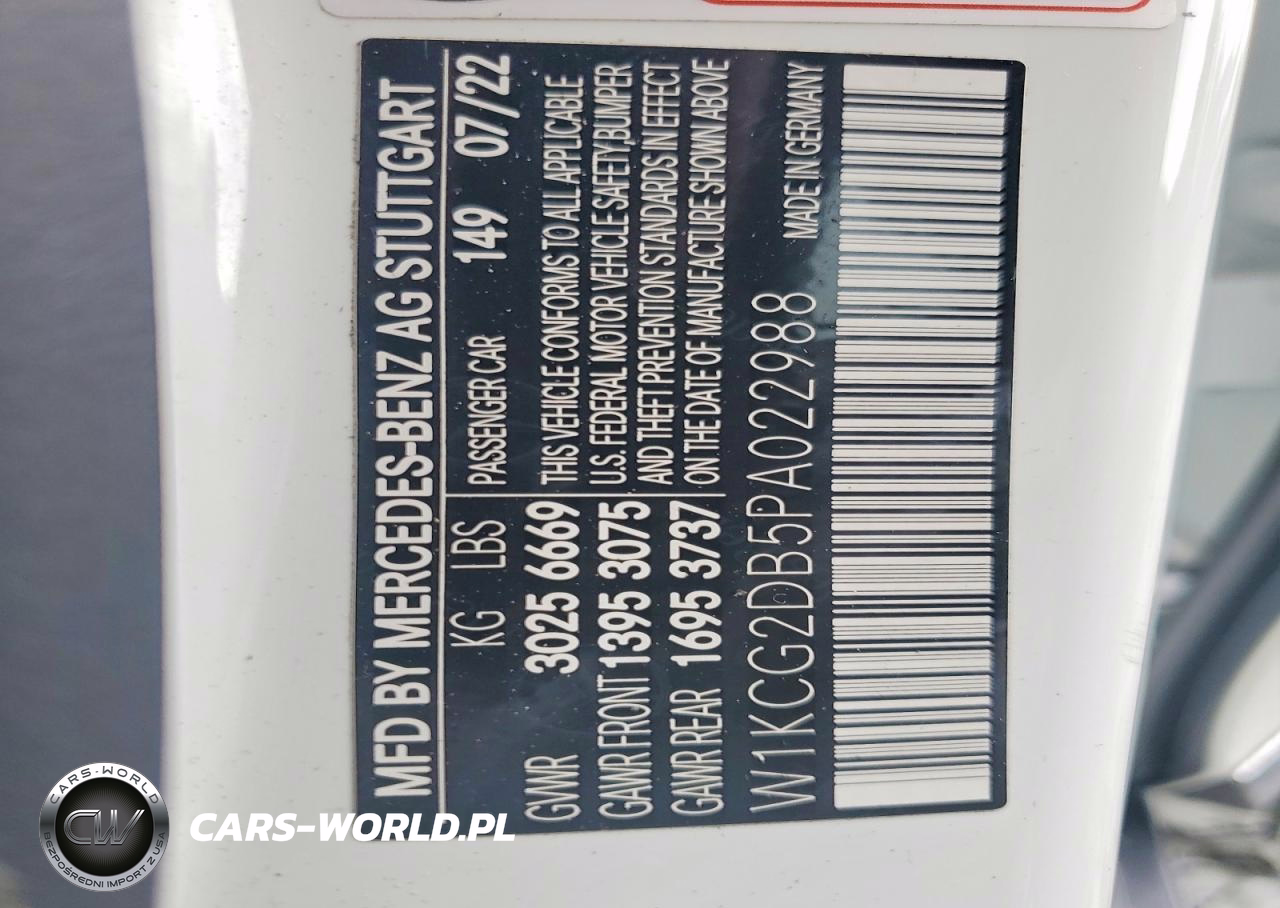 MFD BY MERCEDES-BENZ AG STUTTGART
KG LBS PASSENGER CAR 149 07/22
GWR 3025 6669 THIS VEHICLE CONFORMS TO ALL APPLICABLE
GAWR FRONT 1395 3075 U.S. FEDERAL MOTOR VEHICLE SAFETY,BUMPER
GAWR REAR 1695 3737 AND THEFT PREVENTION STANDARDS IN EFFECT
ON THE DATE OF MANUFACTURE SHOWN ABOVE
W1KCG2DB5PA022988 MADE IN GERMANY
CARS-WORLD
CW
BEZPOŚREDNI IMPORT Z USA
CARS-WORLD.PL